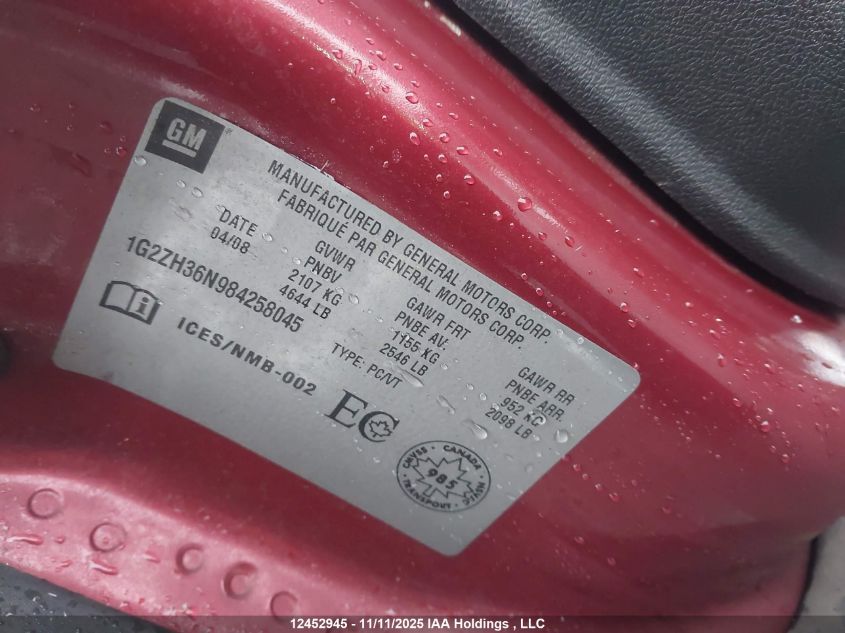 GM
MANUFACTURED BY GENERAL MOTORS CORP.
FABRIQUÉ PAR GENERAL MOTORS CORP.
DATE
04/08
GVWR
PNBV
2107 KG
4644 LB
GAWR FRT
PNBE AV.
1155 KG
2546 LB
GAWR RR
PNBE ARR.
952 KG
2098 LB
1G2ZH36N984258045
TYPE: PC/VT
i
ICES/NMB-002
EC
CMVSS · CANADA · NSVAC
985
TRANSPORT
12452945 - 11/11/2025 IAA Holdings , LLC